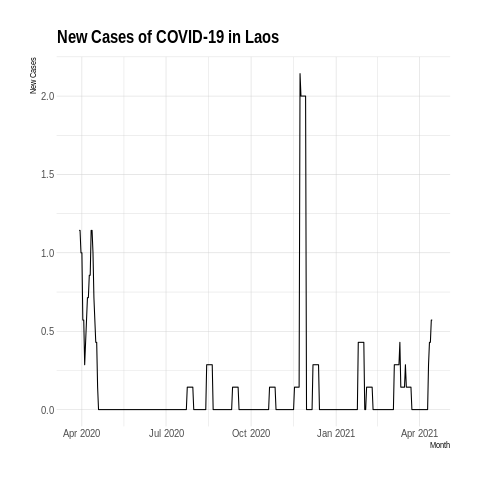 New Cases of COVID-19 in Laos
New Cases
2.0
1.5
1.0
0.5
0.0
Apr 2020 Jul 2020 Oct 2020 Jan 2021 Apr 2021
Month